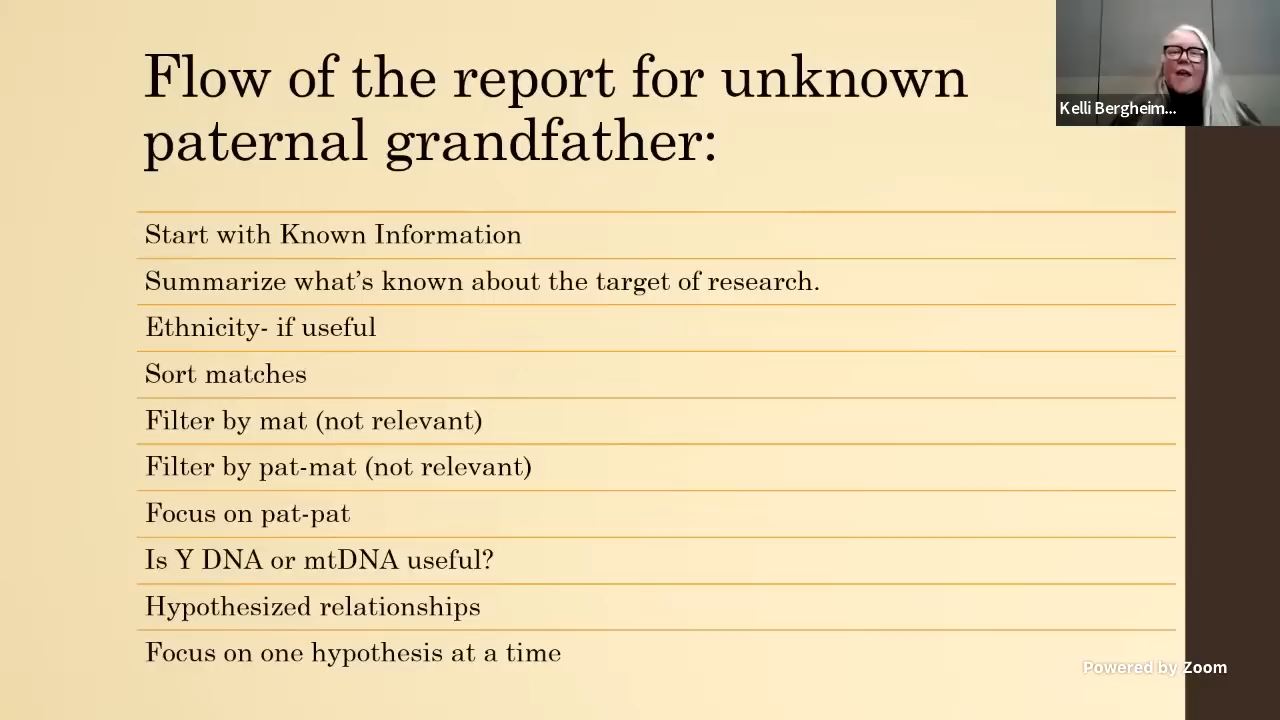 Flow of the report for unknown
paternal grandfather:
Kelli Bergheim...
Start with Known Information
Summarize what's known about the target of research.
Ethnicity- if useful
Sort matches
Filter by mat (not relevant)
Filter by pat-mat (not relevant)
Focus on pat-pat
Is Y DNA or mtDNA useful?
Hypothesized relationships
Focus on one hypothesis at a time
Powered by Zoom